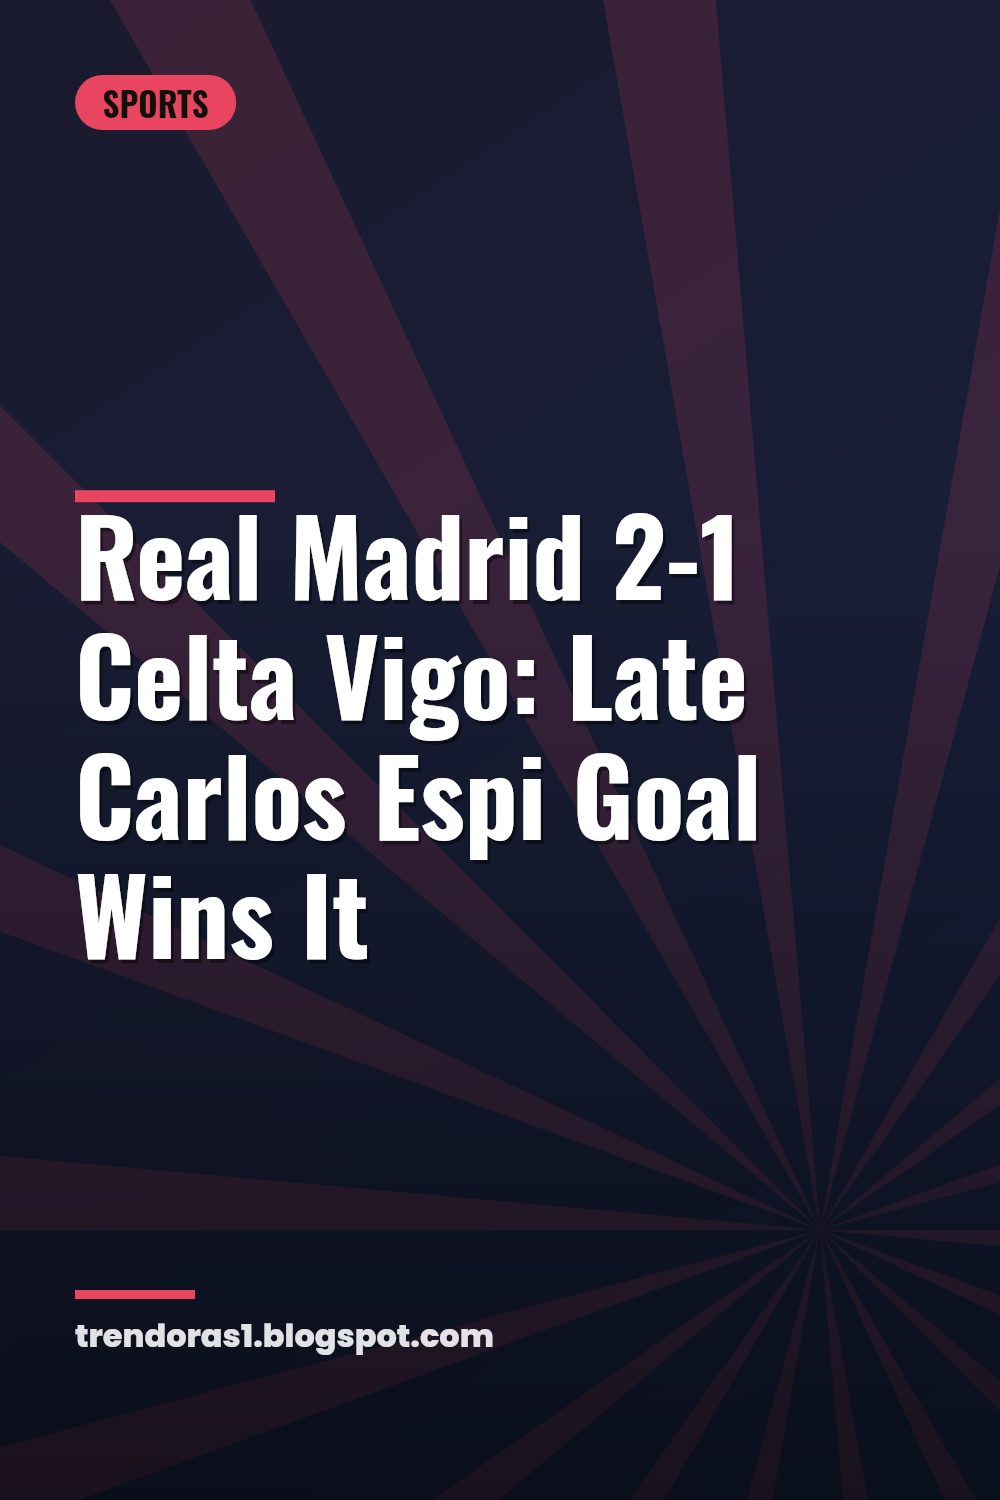 SPORTS
Real Madrid 2-1
Celta Vigo: Late
Carlos Espi Goal
Wins It
trendoras1.blogspot.com